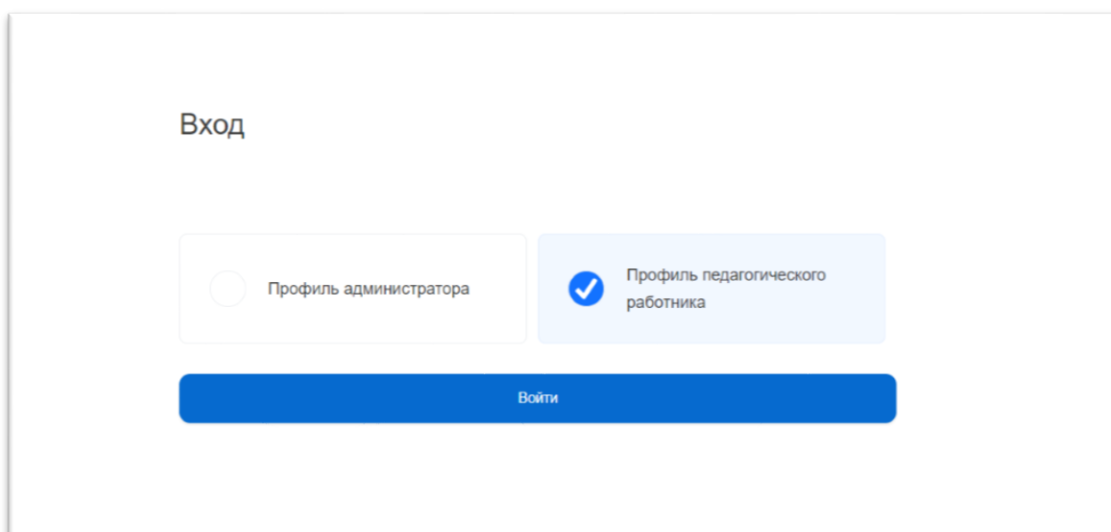 Вход
Профиль администратора
Профиль педагогического
работника
Войти